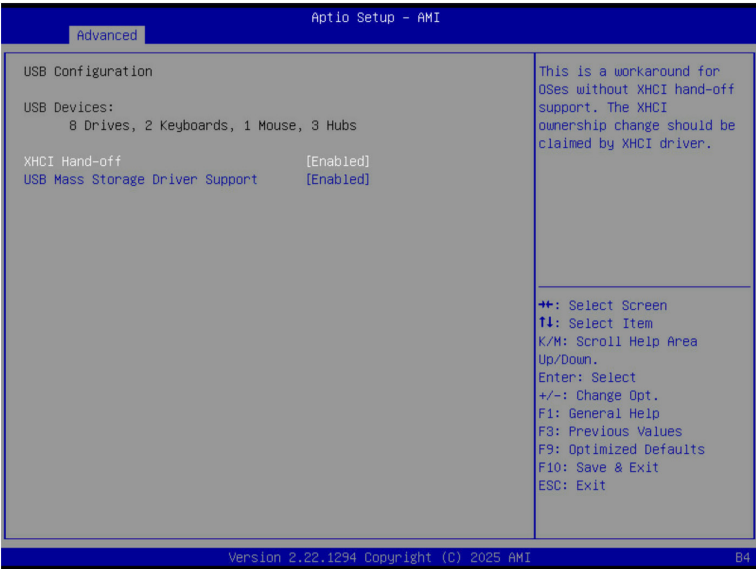 Aptio Setup - AMI
Advanced
USB Configuration
USB Devices:
8 Drives, 2 Keyboards, 1 Mouse, 3 Hubs
XHCI Hand-off [Enabled]
USB Mass Storage Driver Support [Enabled]
This is a workaround for
OSes without XHCI hand-off
support. The XHCI
ownership change should be
claimed by XHCI driver.
→←: Select Screen
↑↓: Select Item
K/M: Scroll Help Area
Up/Down.
Enter: Select
+/-: Change Opt.
F1: General Help
F3: Previous Values
F9: Optimized Defaults
F10: Save & Exit
ESC: Exit
Version 2.22.1294 Copyright (C) 2025 AMI
B4